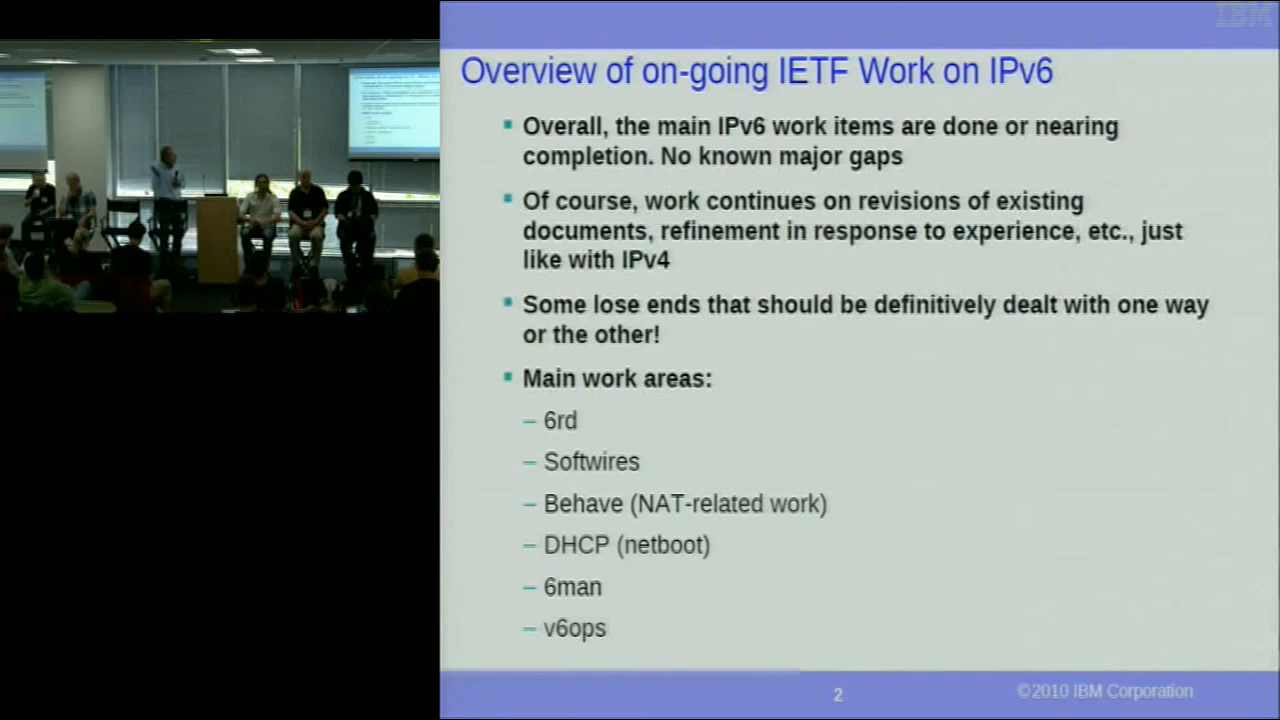 IBM
Overview of on-going IETF Work on IPv6
Overall, the main IPv6 work items are done or nearing
completion. No known major gaps
Of course, work continues on revisions of existing
documents, refinement in response to experience, etc., just
like with IPv4
Some lose ends that should be definitively dealt with one way
or the other!
Main work areas:
– 6rd
– Softwires
– Behave (NAT-related work)
– DHCP (netboot)
– 6man
– v6ops
2
©2010 IBM Corporation